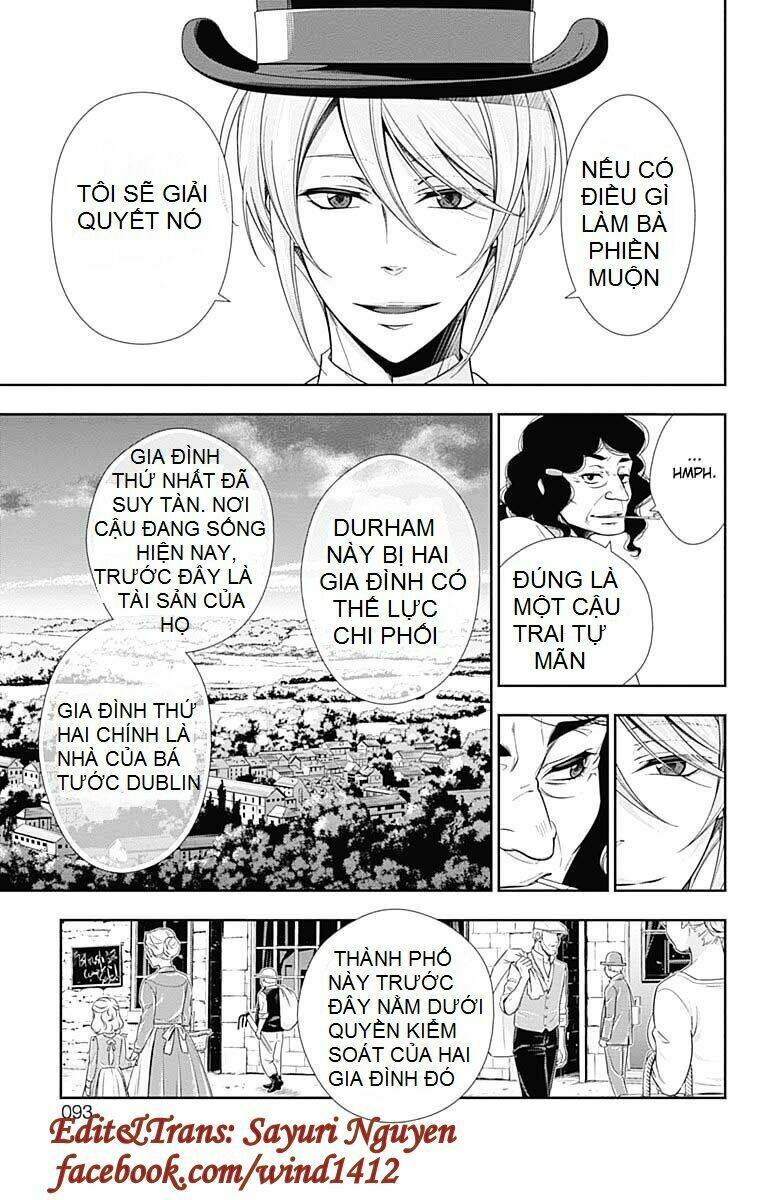 NẾU CÓ
ĐIỀU GÌ
LÀM BÀ
PHIỀN
MUỘN
TÔI SẼ GIẢI
QUYẾT NÓ
...
HMPH.
ĐÚNG LÀ
MỘT CẬU
TRAI TỰ
MÃN
DURHAM
NÀY BỊ HAI
GIA ĐÌNH CÓ
THẾ LỰC
CHI PHỐI
GIA ĐÌNH
THỨ NHẤT ĐÃ
SUY TÀN. NƠI
CẬU ĐANG SỐNG
HIỆN NAY,
TRƯỚC ĐÂY LÀ
TÀI SẢN CỦA
HỌ
GIA ĐÌNH THỨ
HAI CHÍNH LÀ
NHÀ CỦA BÁ
TƯỚC DUBLIN
THÀNH PHỐ
NÀY TRƯỚC
ĐÂY NẰM DƯỚI
QUYỀN KIỂM
SOÁT CỦA HAI
GIA ĐÌNH ĐÓ
093
Edit&Trans: Sayuri Nguyen
facebook.com/wind1412